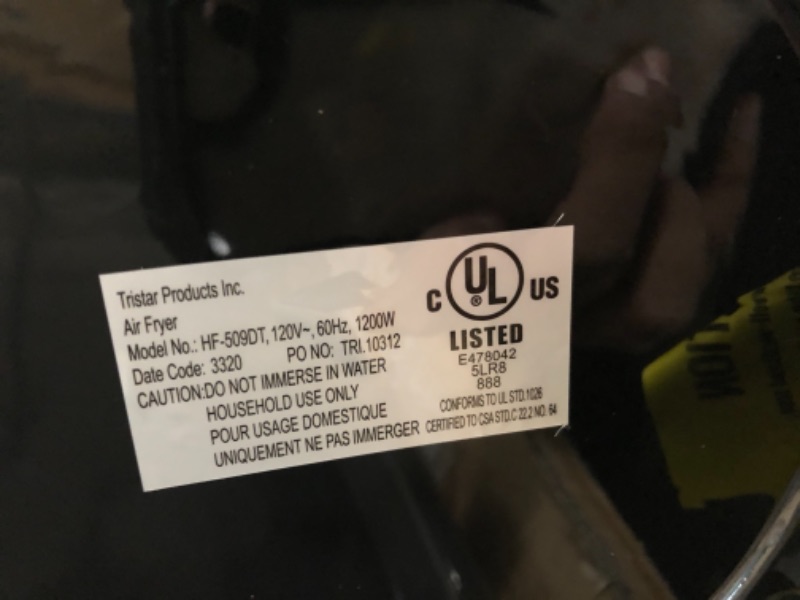 Tristar Products Inc.
Air Fryer
Model No.: HF-509DT, 120V~, 60Hz, 1200W
Date Code: 3320 PO NO: TRI.10312
CAUTION:DO NOT IMMERSE IN WATER
HOUSEHOLD USE ONLY
POUR USAGE DOMESTIQUE
UNIQUEMENT NE PAS IMMERGER
C UL® US
LISTED
E478042
5LR8
888
CONFORMS TO UL STD.1026
CERTIFIED TO CSA STD.C 22.2 NO. 64